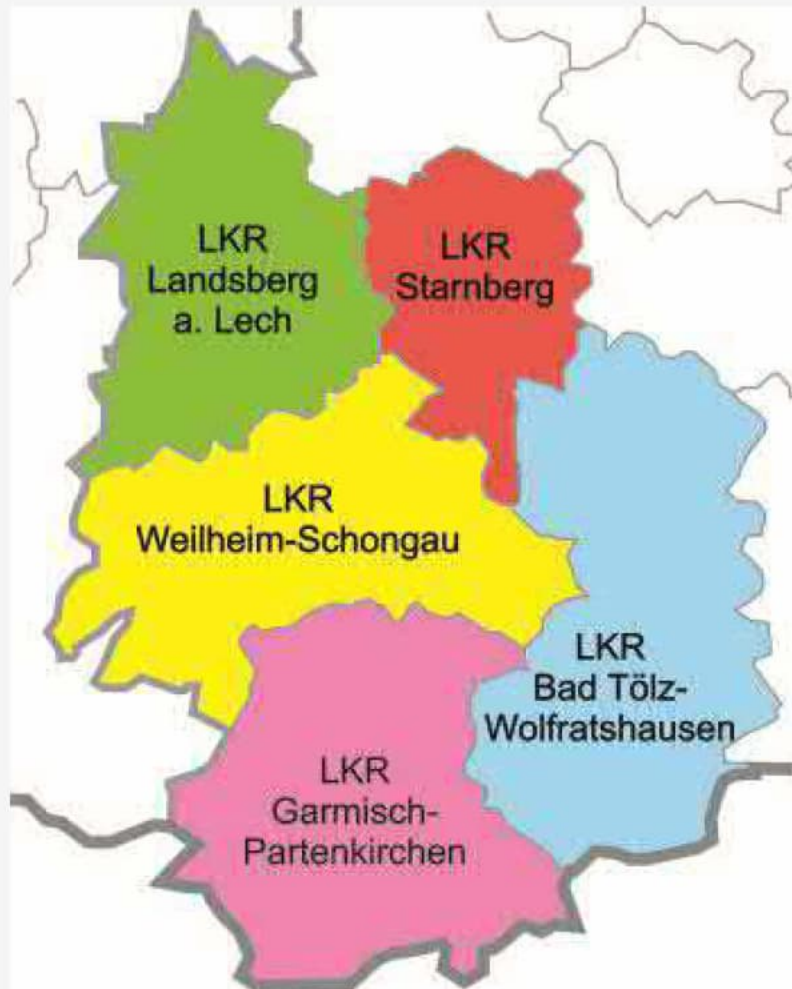 LKR
Landsberg
a. Lech
LKR
Starnberg
LKR
Weilheim-Schongau
LKR
Bad Tölz-
Wolfratshausen
LKR
Garmisch-
Partenkirchen